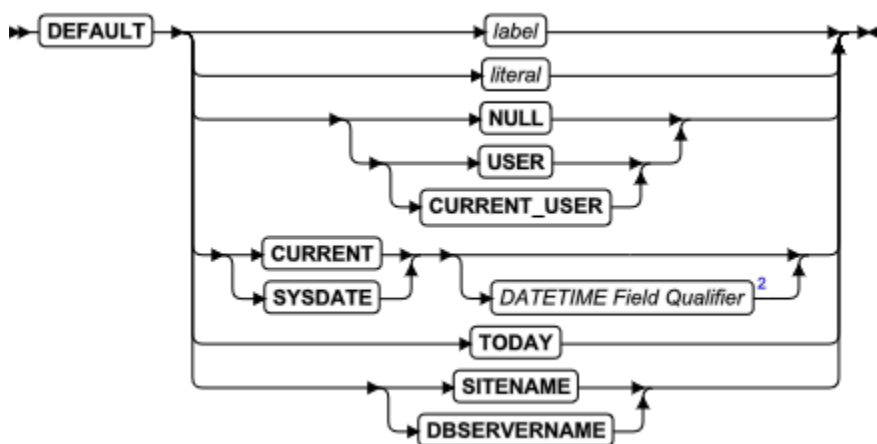 DEFAULT label
literal
NULL
USER
CURRENT_USER
CURRENT
SYSDATE DATETIME Field Qualifier 2
TODAY
SITENAME
DBSERVERNAME